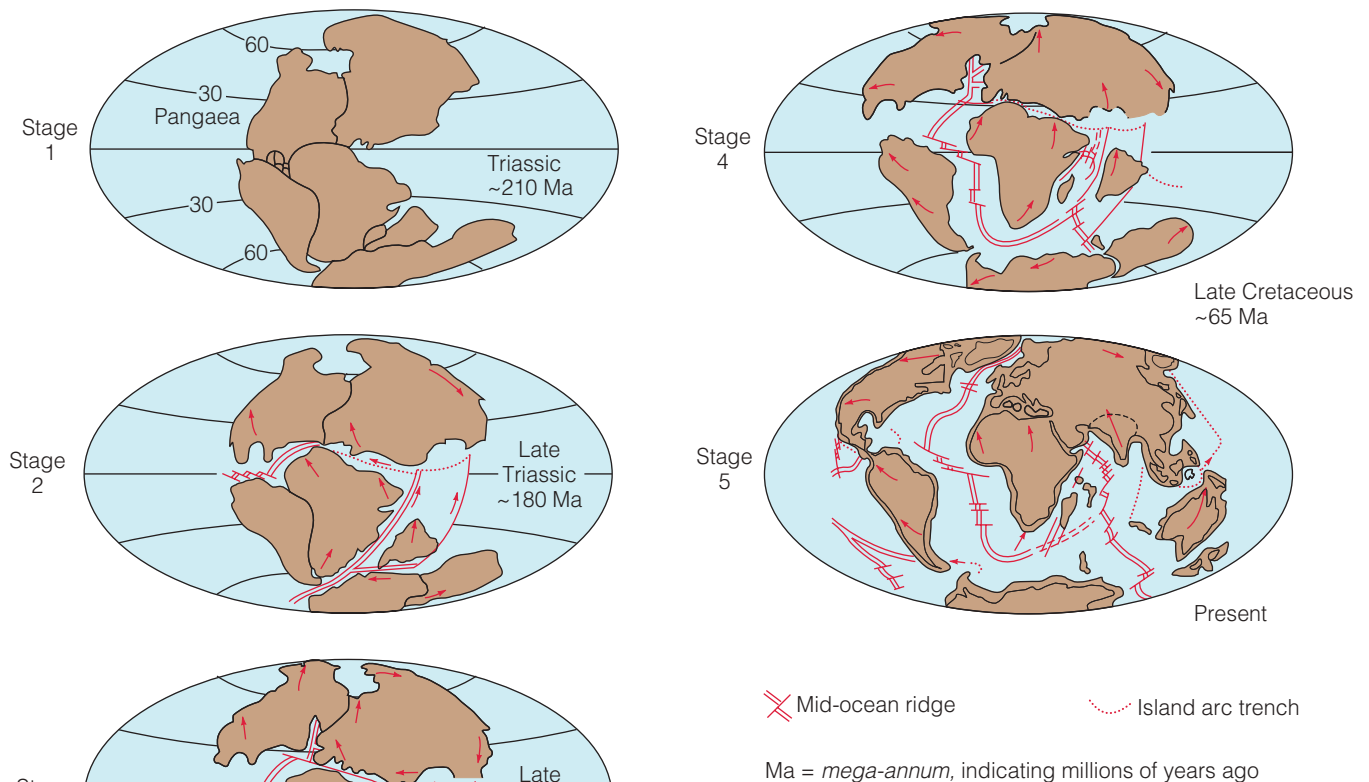 Stage
1
60
30
Pangaea
30
60
Triassic
~210 Ma
Stage
2
Late
Triassic
~180 Ma
Late
Stage
4
Late Cretaceous
~65 Ma
Stage
5
Present
Mid-ocean ridge
Island arc trench
Ma = mega-annum, indicating millions of years ago